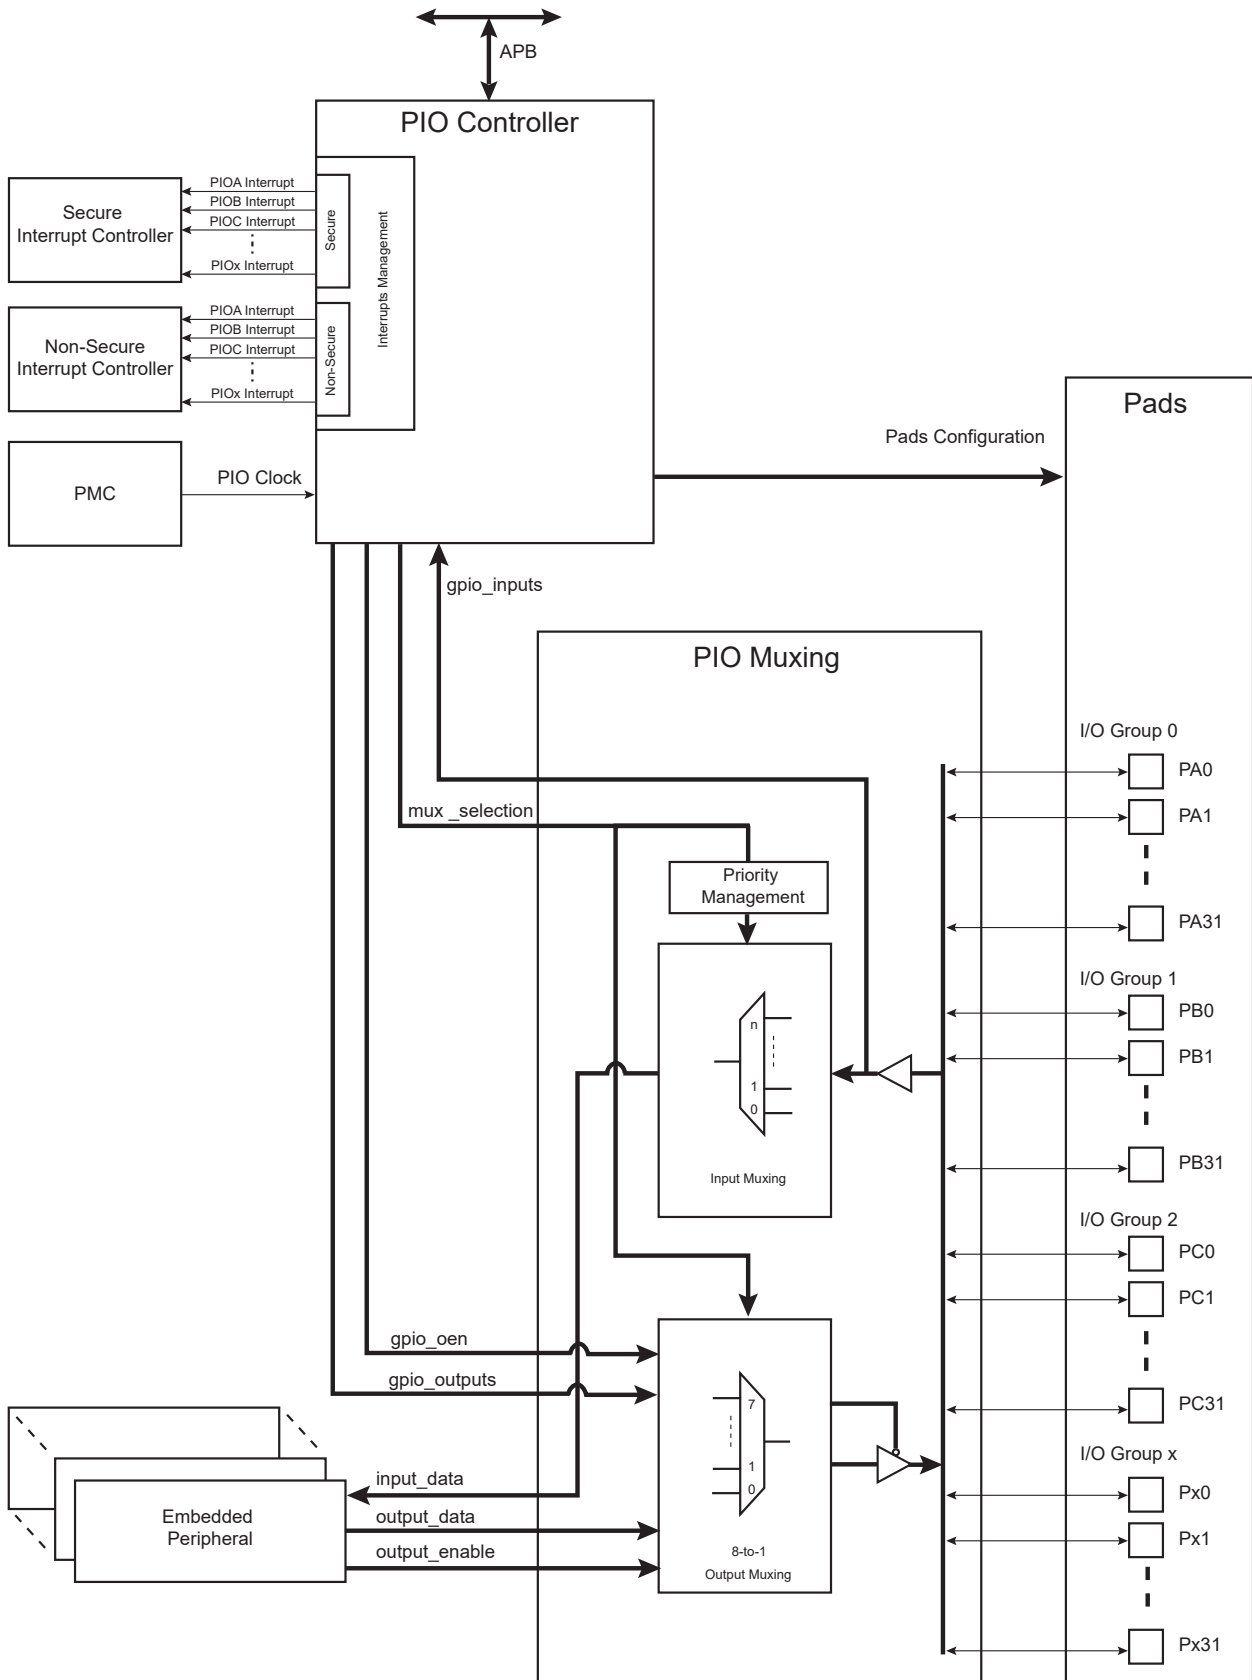 APB
PIO Controller
PIOA Interrupt
PIOB Interrupt
PIOC Interrupt
PIOx Interrupt
Secure
Interrupt Controller
Secure
Interrupts Management
PIOA Interrupt
PIOB Interrupt
PIOC Interrupt
PIOx Interrupt
Non-Secure
Interrupt Controller
Non-Secure
Pads
Pads Configuration
PMC
PIO Clock
gpio_inputs
PIO Muxing
I/O Group 0
PA0
mux _selection
PA1
Priority
Management
PA31
I/O Group 1
PB0
n
PB1
1
0
PB31
Input Muxing
I/O Group 2
PC0
PC1
gpio_oen
gpio_outputs
7
PC31
1
0
I/O Group x
input_data
Px0
Embedded
Peripheral
output_data
Px1
output_enable
8-to-1
Output Muxing
Px31